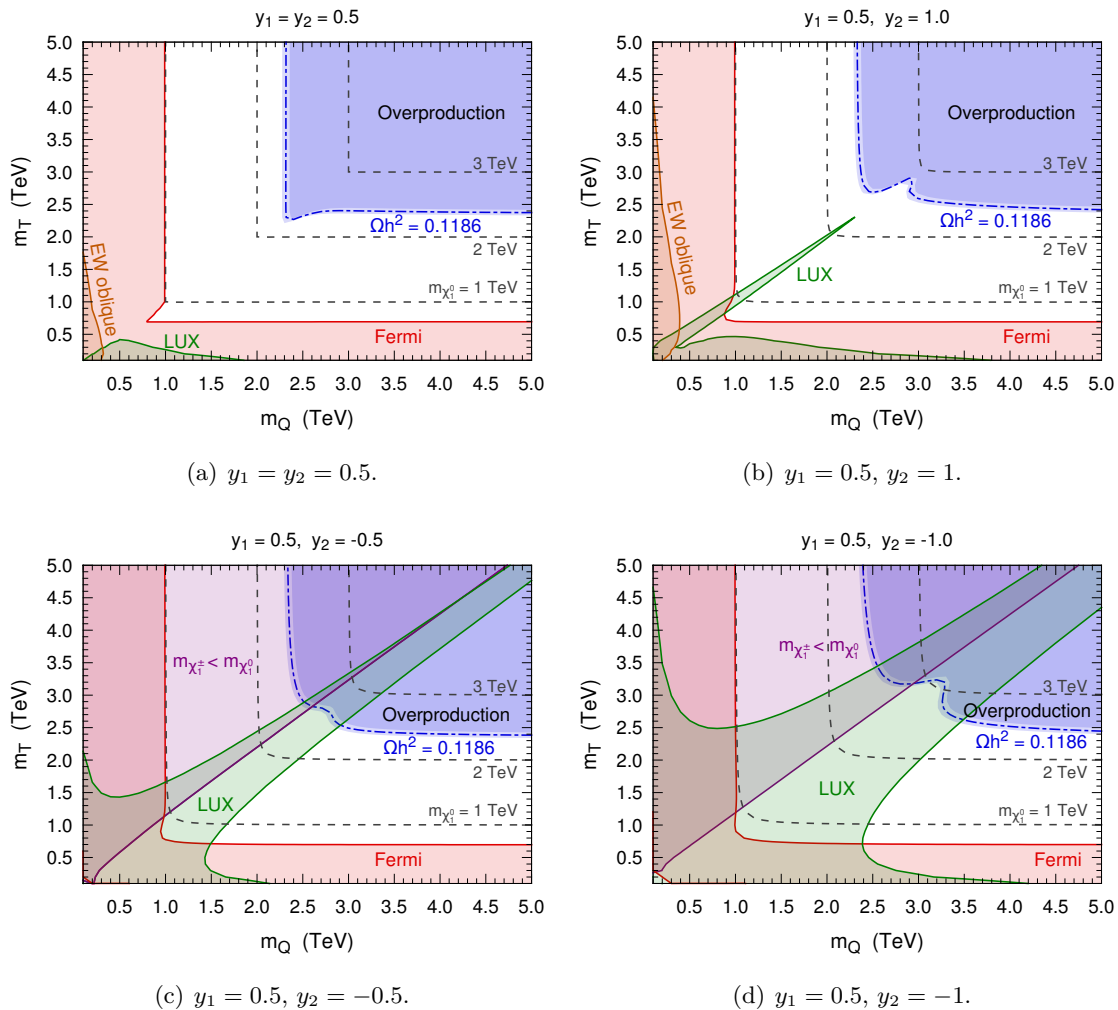 y₁ = y₂ = 0.5
5.0
4.5
4.0
3.5
3.0
2.5
2.0
1.5
1.0
0.5
m_T (TeV)
Overproduction
3 TeV
Ωh² = 0.1186
2 TeV
EW oblique
m_χ₁⁰ = 1 TeV
LUX
Fermi
0.5 1.0 1.5 2.0 2.5 3.0 3.5 4.0 4.5 5.0
m_Q (TeV)
(a) y₁ = y₂ = 0.5.
y₁ = 0.5, y₂ = 1.0
5.0
4.5
4.0
3.5
3.0
2.5
2.0
1.5
1.0
0.5
m_T (TeV)
Overproduction
3 TeV
EW oblique
Ωh² = 0.1186
2 TeV
LUX
m_χ₁⁰ = 1 TeV
Fermi
0.5 1.0 1.5 2.0 2.5 3.0 3.5 4.0 4.5 5.0
m_Q (TeV)
(b) y₁ = 0.5, y₂ = 1.
y₁ = 0.5, y₂ = -0.5
5.0
4.5
4.0
3.5
3.0
2.5
2.0
1.5
1.0
0.5
m_T (TeV)
m_χ₁± < m_χ₁⁰
3 TeV
Overproduction
Ωh² = 0.1186
2 TeV
LUX
m_χ₁⁰ = 1 TeV
Fermi
0.5 1.0 1.5 2.0 2.5 3.0 3.5 4.0 4.5 5.0
m_Q (TeV)
(c) y₁ = 0.5, y₂ = −0.5.
y₁ = 0.5, y₂ = -1.0
5.0
4.5
4.0
3.5
3.0
2.5
2.0
1.5
1.0
0.5
m_T (TeV)
m_χ₁± < m_χ₁⁰
3 TeV
Overproduction
Ωh² = 0.1186
2 TeV
LUX
m_χ₁⁰ = 1 TeV
Fermi
0.5 1.0 1.5 2.0 2.5 3.0 3.5 4.0 4.5 5.0
m_Q (TeV)
(d) y₁ = 0.5, y₂ = −1.